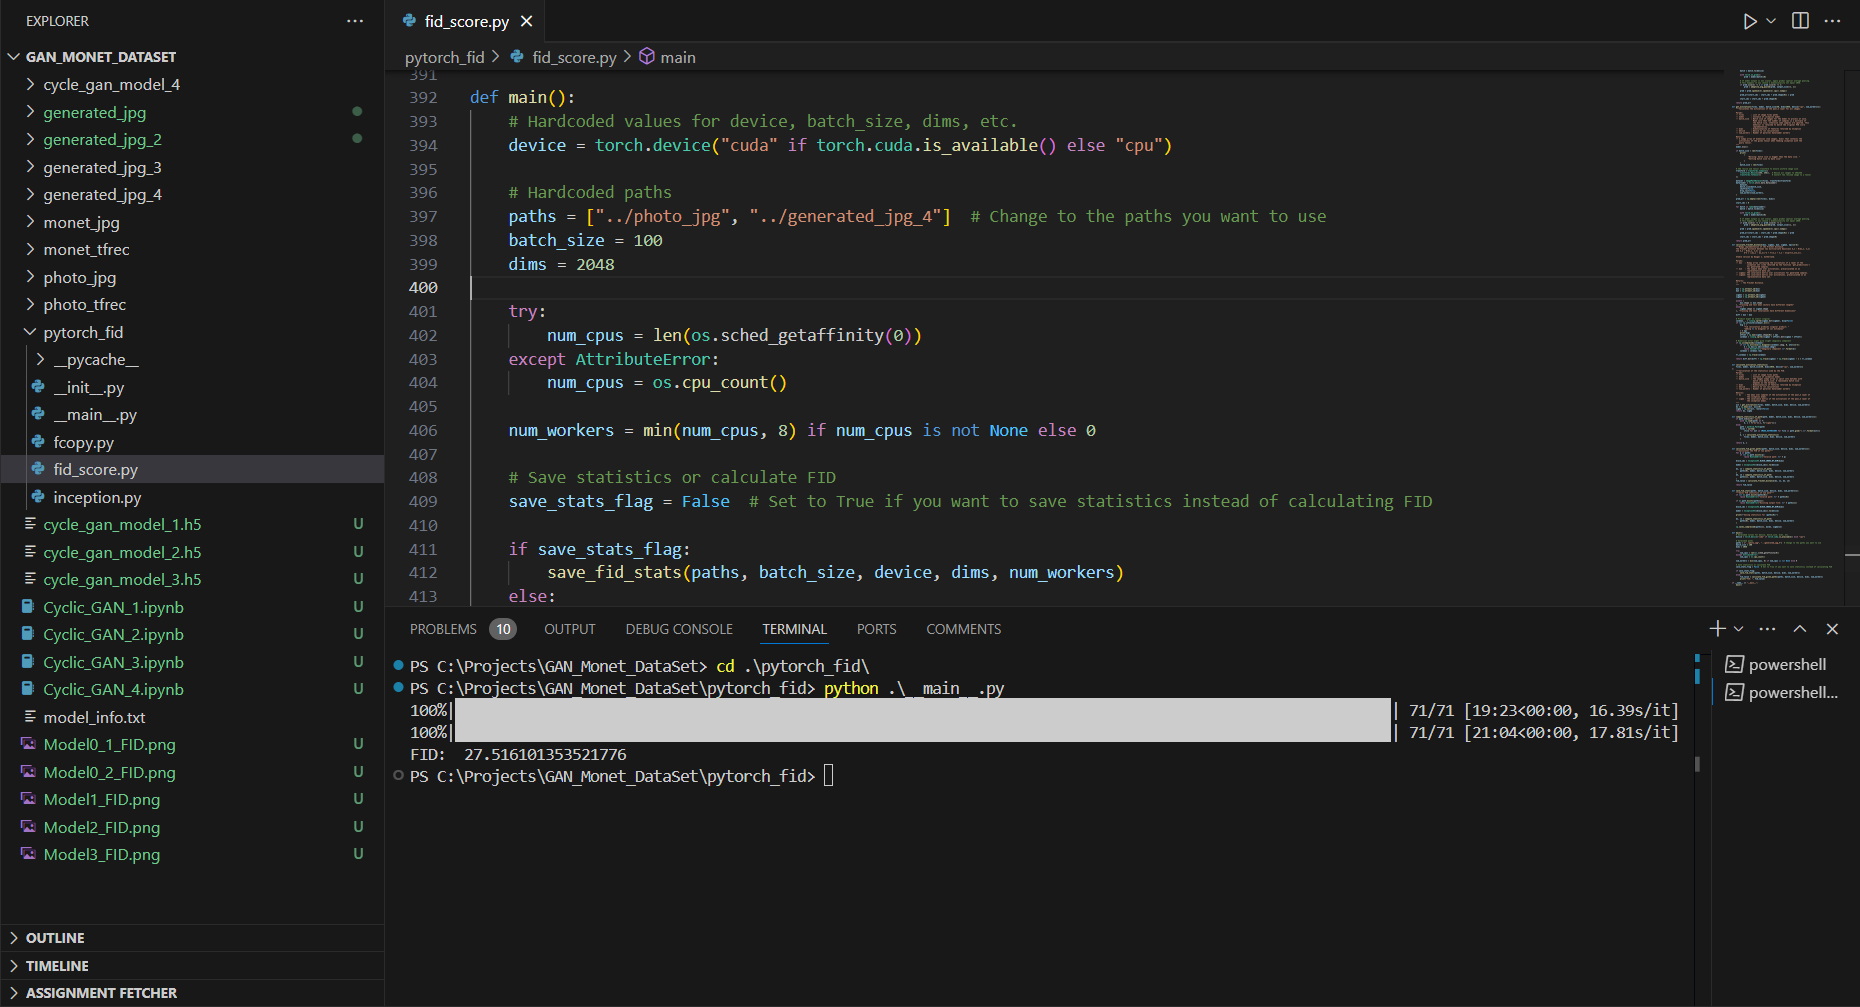 EXPLORER
GAN_MONET_DATASET
cycle_gan_model_4
generated_jpg
generated_jpg_2
generated_jpg_3
generated_jpg_4
monet_jpg
monet_tfrec
photo_jpg
photo_tfrec
pytorch_fid
__pycache__
__init__.py
__main__.py
fcopy.py
fid_score.py
inception.py
cycle_gan_model_1.h5 U
cycle_gan_model_2.h5 U
cycle_gan_model_3.h5 U
Cyclic_GAN_1.ipynb U
Cyclic_GAN_2.ipynb U
Cyclic_GAN_3.ipynb U
Cyclic_GAN_4.ipynb U
model_info.txt
Model0_1_FID.png U
Model0_2_FID.png U
Model1_FID.png U
Model2_FID.png U
Model3_FID.png U
OUTLINE
TIMELINE
ASSIGNMENT FETCHER
fid_score.py
pytorch_fid > fid_score.py > main
391
392 def main():
393 # Hardcoded values for device, batch_size, dims, etc.
394 device = torch.device("cuda" if torch.cuda.is_available() else "cpu")
395
396 # Hardcoded paths
397 paths = ["../photo_jpg", "../generated_jpg_4"]  # Change to the paths you want to use
398 batch_size = 100
399 dims = 2048
400
401 try:
402 num_cpus = len(os.sched_getaffinity(0))
403 except AttributeError:
404 num_cpus = os.cpu_count()
405
406 num_workers = min(num_cpus, 8) if num_cpus is not None else 0
407
408 # Save statistics or calculate FID
409 save_stats_flag = False  # Set to True if you want to save statistics instead of calculating FID
410
411 if save_stats_flag:
412 save_fid_stats(paths, batch_size, device, dims, num_workers)
413 else:
PROBLEMS 10 OUTPUT DEBUG CONSOLE TERMINAL PORTS COMMENTS
PS C:\Projects\GAN_Monet_DataSet> cd .\pytorch_fid\
PS C:\Projects\GAN_Monet_DataSet\pytorch_fid> python .\__main__.py
100%| | 71/71 [19:23<00:00, 16.39s/it]
100%| | 71/71 [21:04<00:00, 17.81s/it]
FID:  27.516101353521776
PS C:\Projects\GAN_Monet_DataSet\pytorch_fid>
powershell
powershell...